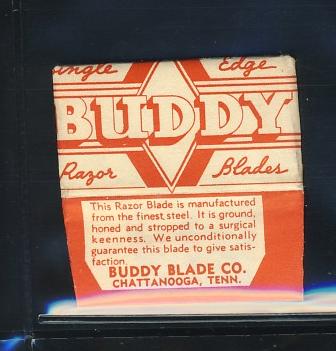 Single Edge
BUDDY
Razor Blades
This Razor Blade is manufactured
from the finest steel. It is ground,
honed and stropped to a surgical
keenness. We unconditionally
guarantee this blade to give satis-
faction.
BUDDY BLADE CO.
CHATTANOOGA, TENN.